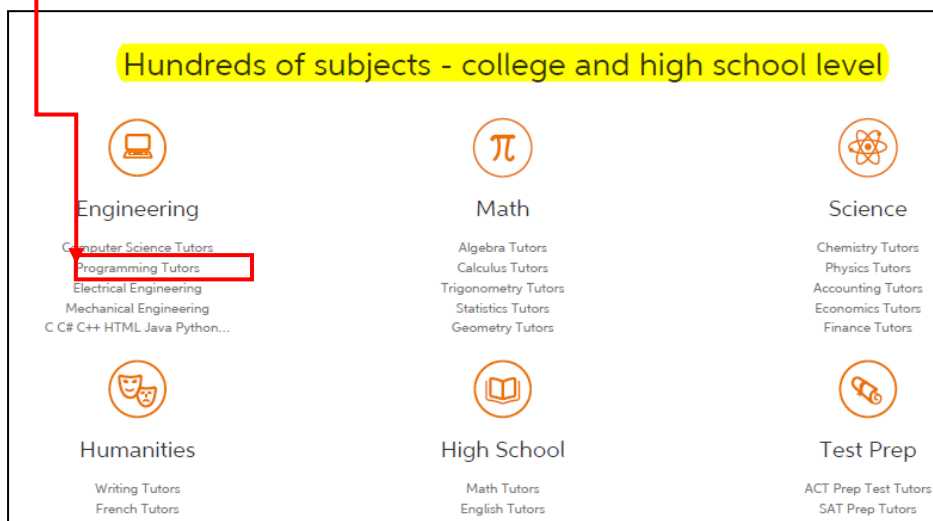 Hundreds of subjects - college and high school level
π
Engineering
Computer Science Tutors
Programming Tutors
Electrical Engineering
Mechanical Engineering
C C# C++ HTML Java Python...
Math
Algebra Tutors
Calculus Tutors
Trigonometry Tutors
Statistics Tutors
Geometry Tutors
Science
Chemistry Tutors
Physics Tutors
Accounting Tutors
Economics Tutors
Finance Tutors
Humanities
Writing Tutors
French Tutors
High School
Math Tutors
English Tutors
Test Prep
ACT Prep Test Tutors
SAT Prep Tutors